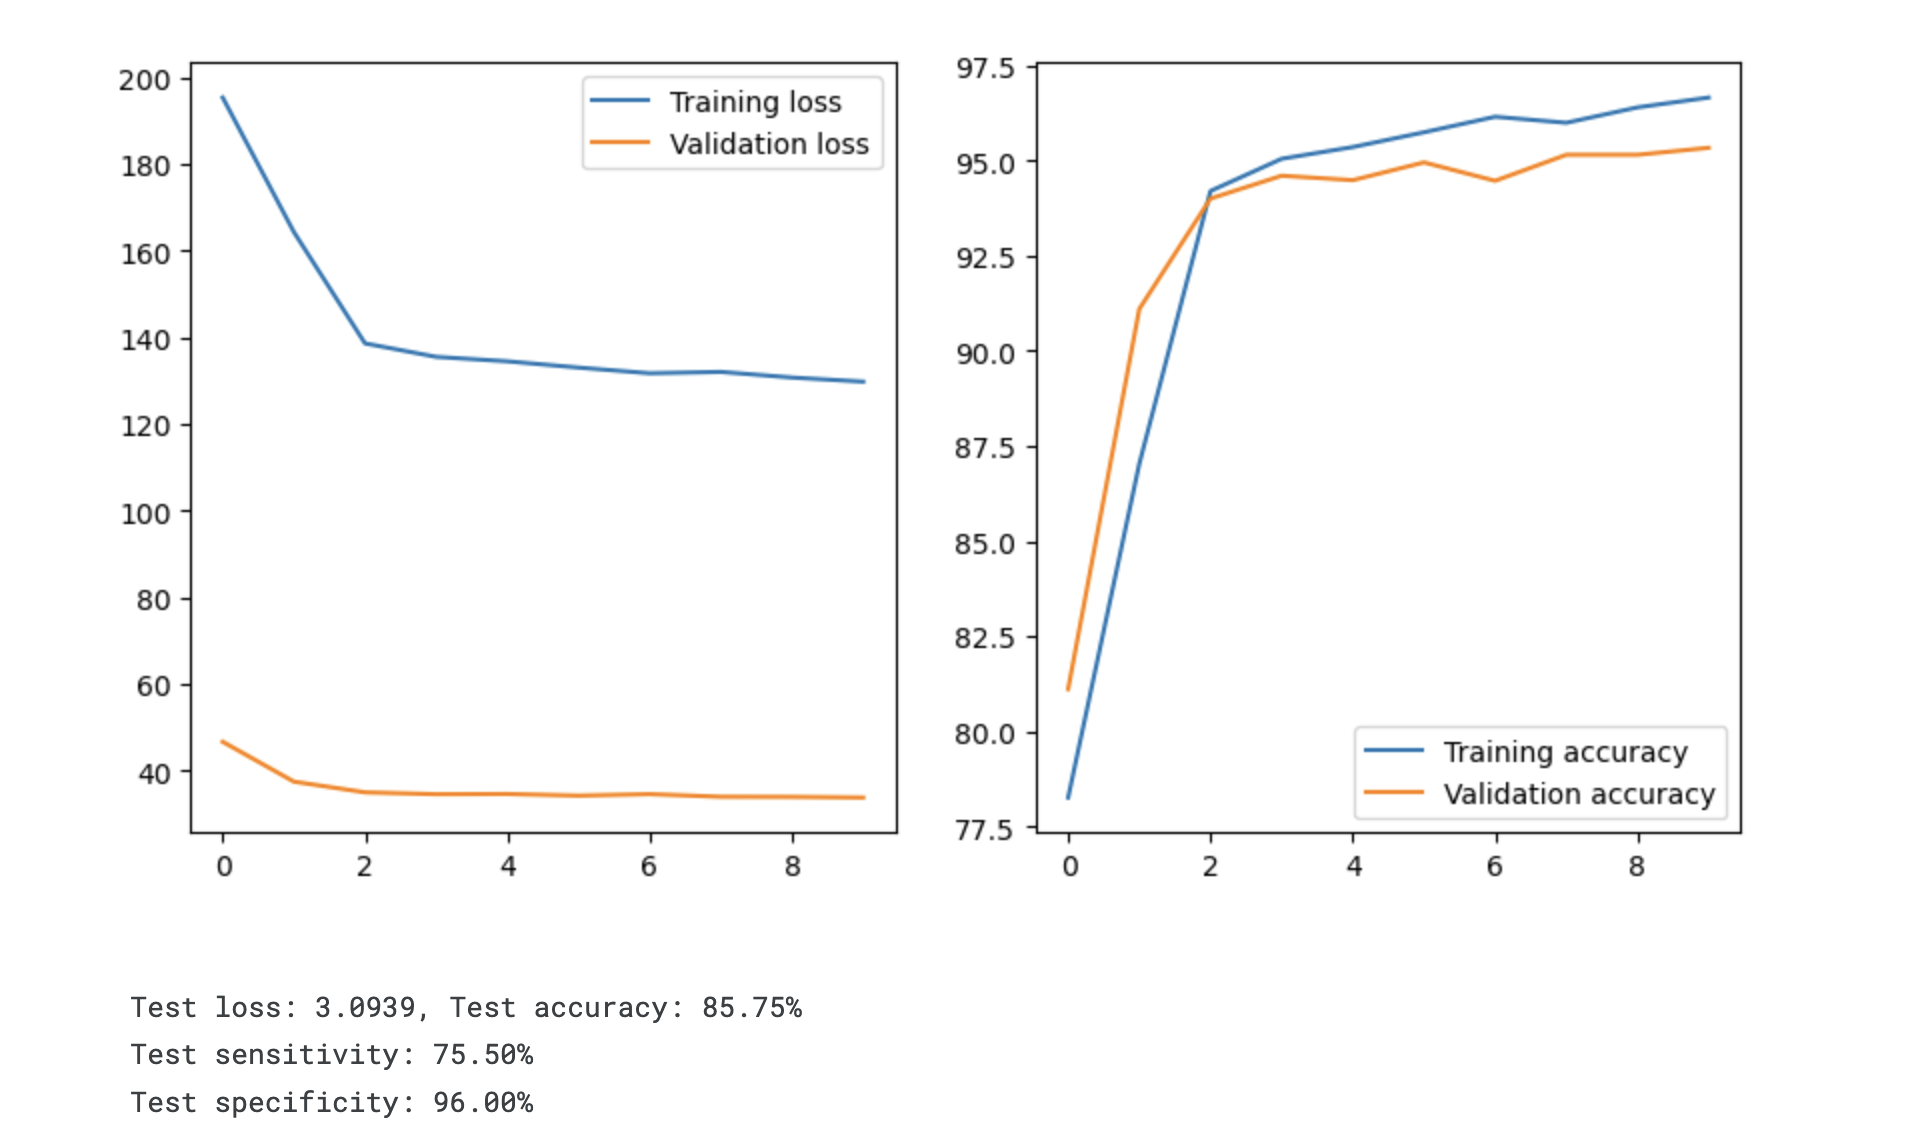 200
180
160
140
120
100
80
60
40
0 2 4 6 8
Training loss
Validation loss
97.5
95.0
92.5
90.0
87.5
85.0
82.5
80.0
77.5
0 2 4 6 8
Training accuracy
Validation accuracy
Test loss: 3.0939, Test accuracy: 85.75%
Test sensitivity: 75.50%
Test specificity: 96.00%